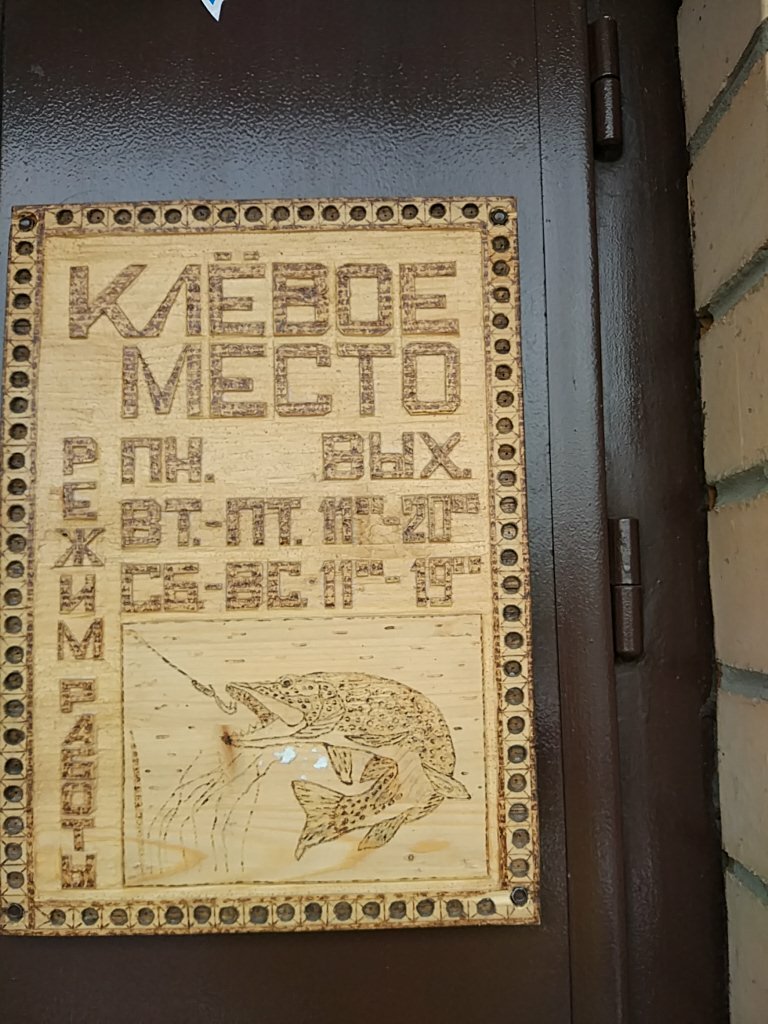 КЛЁВОЕ
МЕСТО
РЕЖИМ РАБОТЫ
ПН. ВЫХ.
ВТ.-ПТ. 11⁰⁰-20⁰⁰
СБ-ВС. 11⁰⁰-19⁰⁰